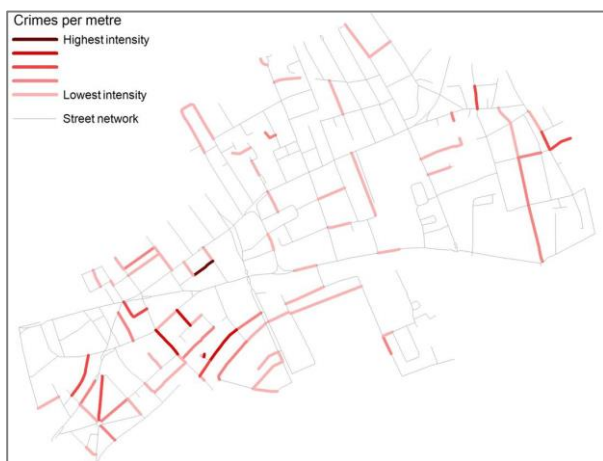 Crimes per metre
Highest intensity
Lowest intensity
Street network